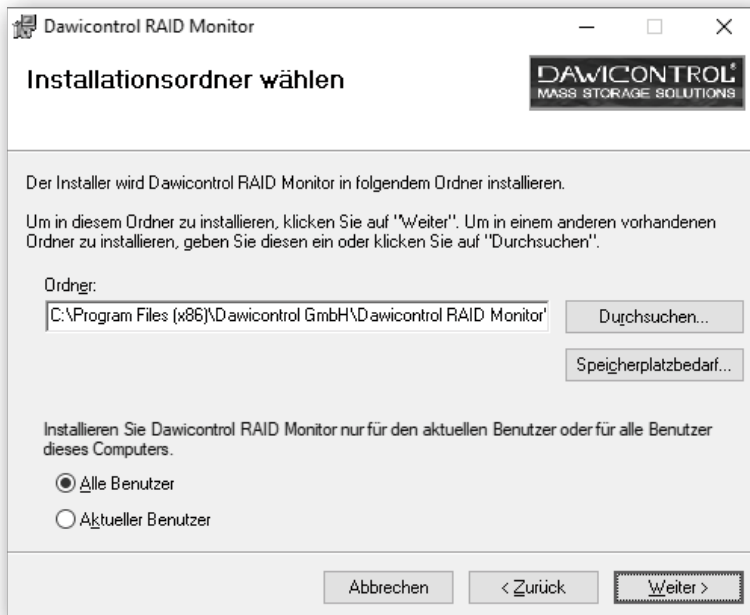 Dawicontrol RAID Monitor
Installationsordner wählen
DAWICONTROL®
MASS STORAGE SOLUTIONS
Der Installer wird Dawicontrol RAID Monitor in folgendem Ordner installieren.
Um in diesem Ordner zu installieren, klicken Sie auf "Weiter". Um in einem anderen vorhandenen
Ordner zu installieren, geben Sie diesen ein oder klicken Sie auf "Durchsuchen".
Ordner:
C:\Program Files (x86)\Dawicontrol GmbH\Dawicontrol RAID Monitor\
Durchsuchen...
Speicherplatzbedarf...
Installieren Sie Dawicontrol RAID Monitor nur für den aktuellen Benutzer oder für alle Benutzer
dieses Computers.
Alle Benutzer
Aktueller Benutzer
Abbrechen
< Zurück
Weiter >